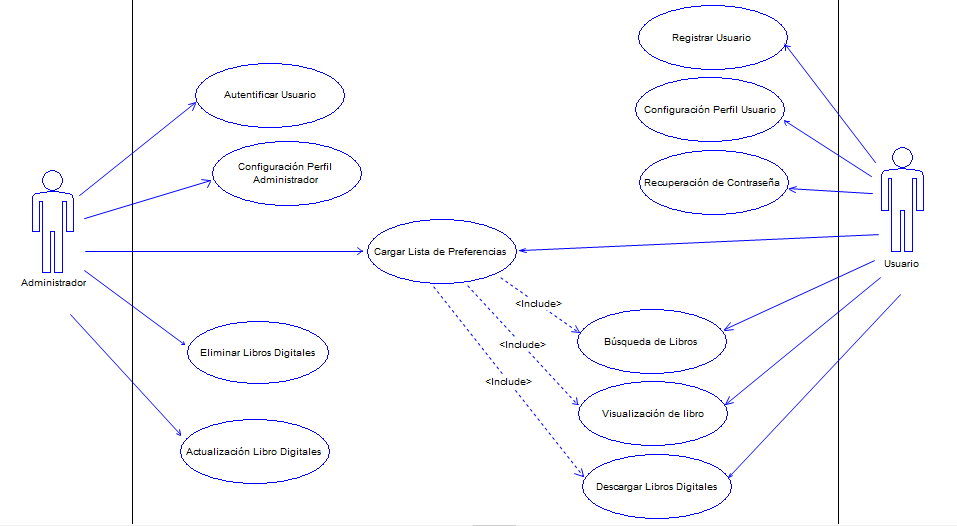 Registrar Usuario
Autentificar Usuario
Configuración Perfil Usuario
Configuración Perfil
Administrador
Recuperación de Contraseña
Cargar Lista de Preferencias
Usuario
Administrador
<Include>
<Include>
Búsqueda de Libros
Eliminar Libros Digitales
<Include>
Visualización de libro
Actualización Libro Digitales
Descargar Libros Digitales